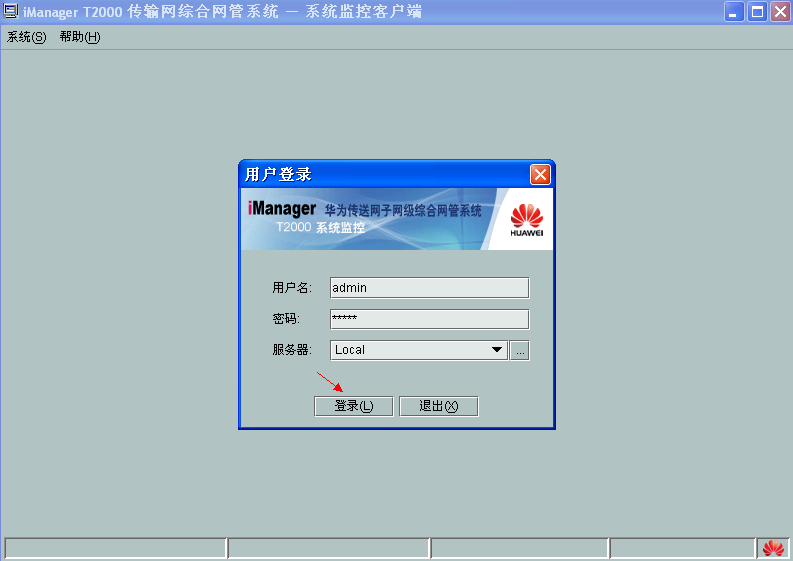 iManager T2000 传输网综合网管系统 — 系统监控客户端
系统(S) 帮助(H)
用户登录
iManager 华为传送网子网级综合网管系统
T2000 系统监控
HUAWEI
用户名: admin
密码: *****
服务器: Local ...
登录(L) 退出(X)